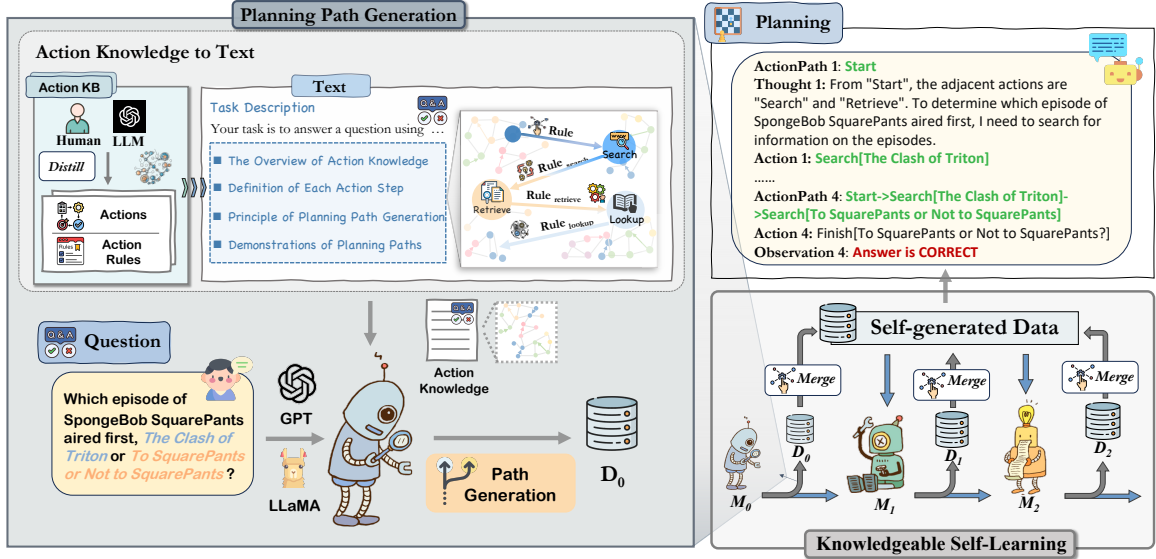 Planning Path Generation
Action Knowledge to Text
Action KB
Human LLM
Distill
Actions
Action
Rules
Rules
Text
Task Description
Q & A
Your task is to answer a question using …
The Overview of Action Knowledge
Definition of Each Action Step
Principle of Planning Path Generation
Demonstrations of Planning Paths
Rule
WWW
Search
Rule search
Retrieve
Rule retrieve
Lookup
Rule lookup
Q & A
Question
Which episode of
SpongeBob SquarePants
aired first, The Clash of
Triton or To SquarePants
or Not to SquarePants ?
GPT
LLaMA
Q & A
Action
Knowledge
Path
Generation
D0
Planning
ActionPath 1: Start
Thought 1: From "Start", the adjacent actions are
"Search" and "Retrieve". To determine which episode of
SpongeBob SquarePants aired first, I need to search for
information on the episodes.
Action 1: Search[The Clash of Triton]
......
ActionPath 4: Start->Search[The Clash of Triton]-
>Search[To SquarePants or Not to SquarePants]
Action 4: Finish[To SquarePants or Not to SquarePants?]
Observation 4: Answer is CORRECT
Self-generated Data
Merge
Merge
Merge
D0
D1
D2
M0
M1
M2
Knowledgeable Self-Learning